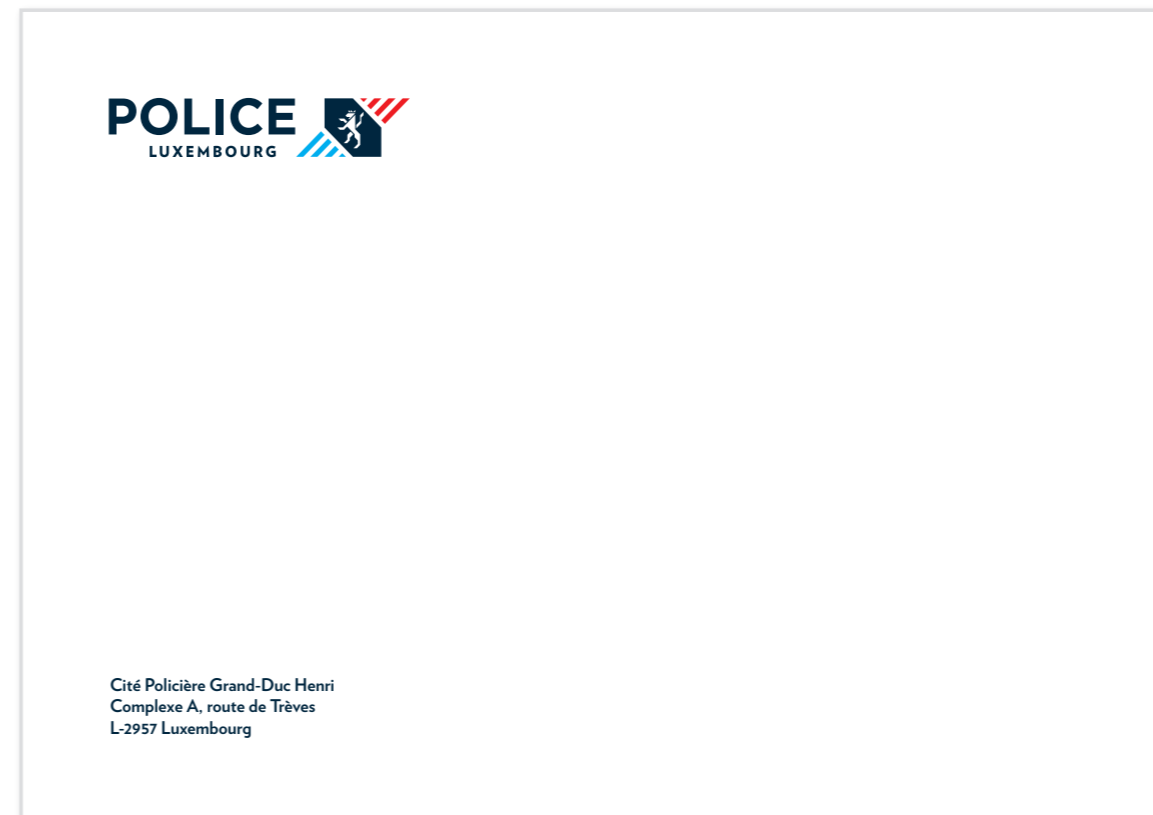 POLICE
LUXEMBOURG
Cité Policière Grand-Duc Henri
Complexe A, route de Trèves
L-2957 Luxembourg